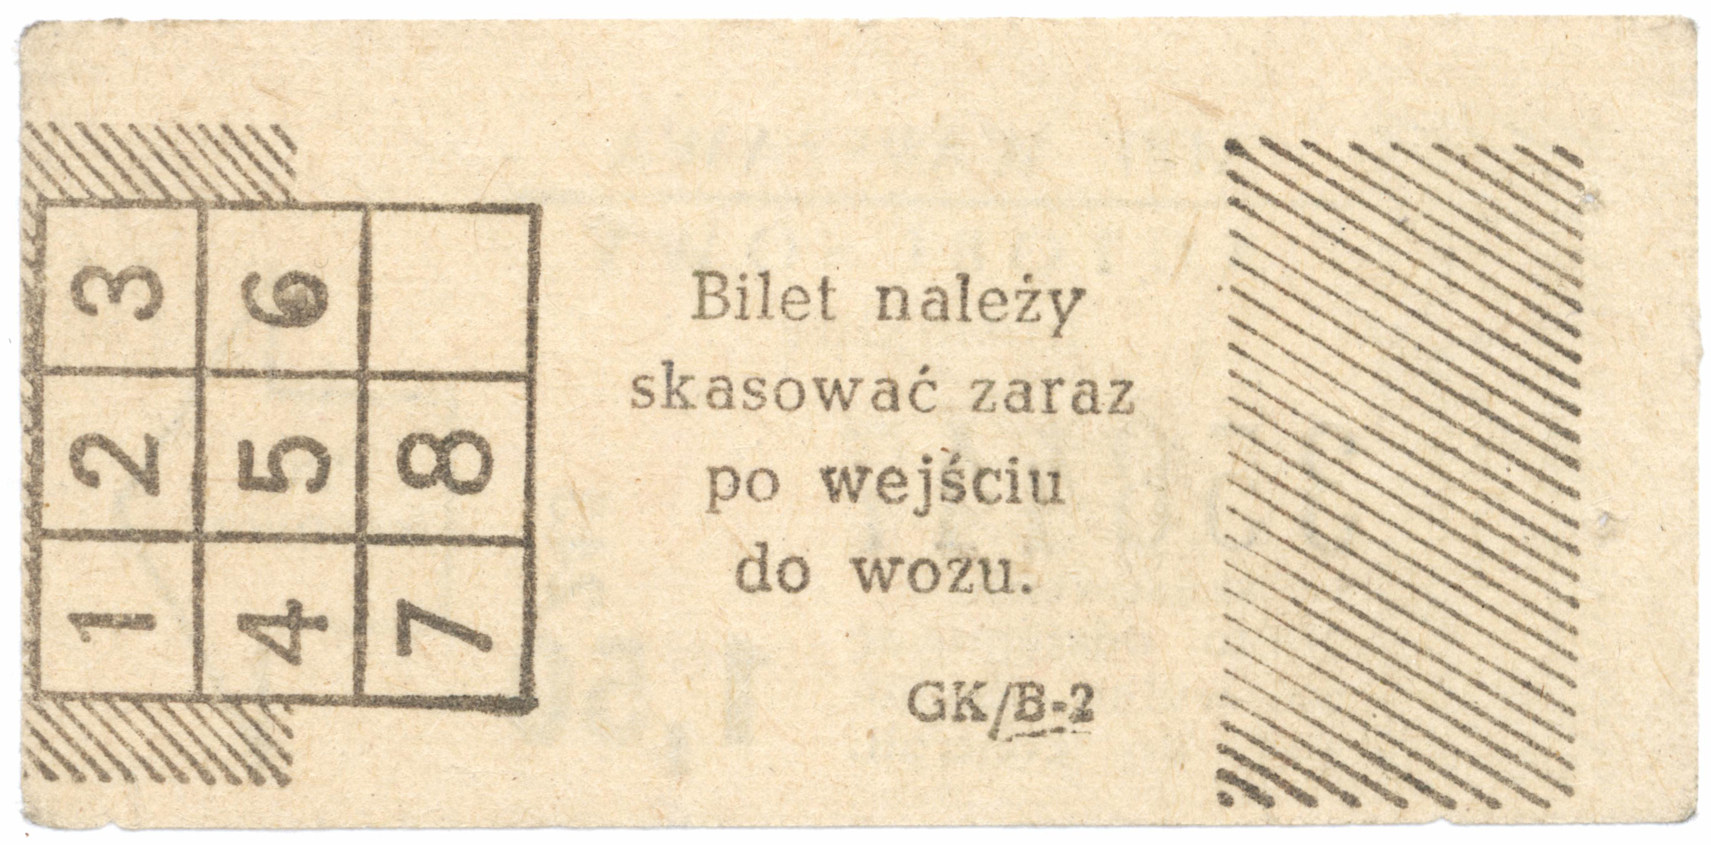 3 6
2 5 8
1 4 7
Bilet należy
skasować zaraz
po wejściu
do wozu.
GK/B-2